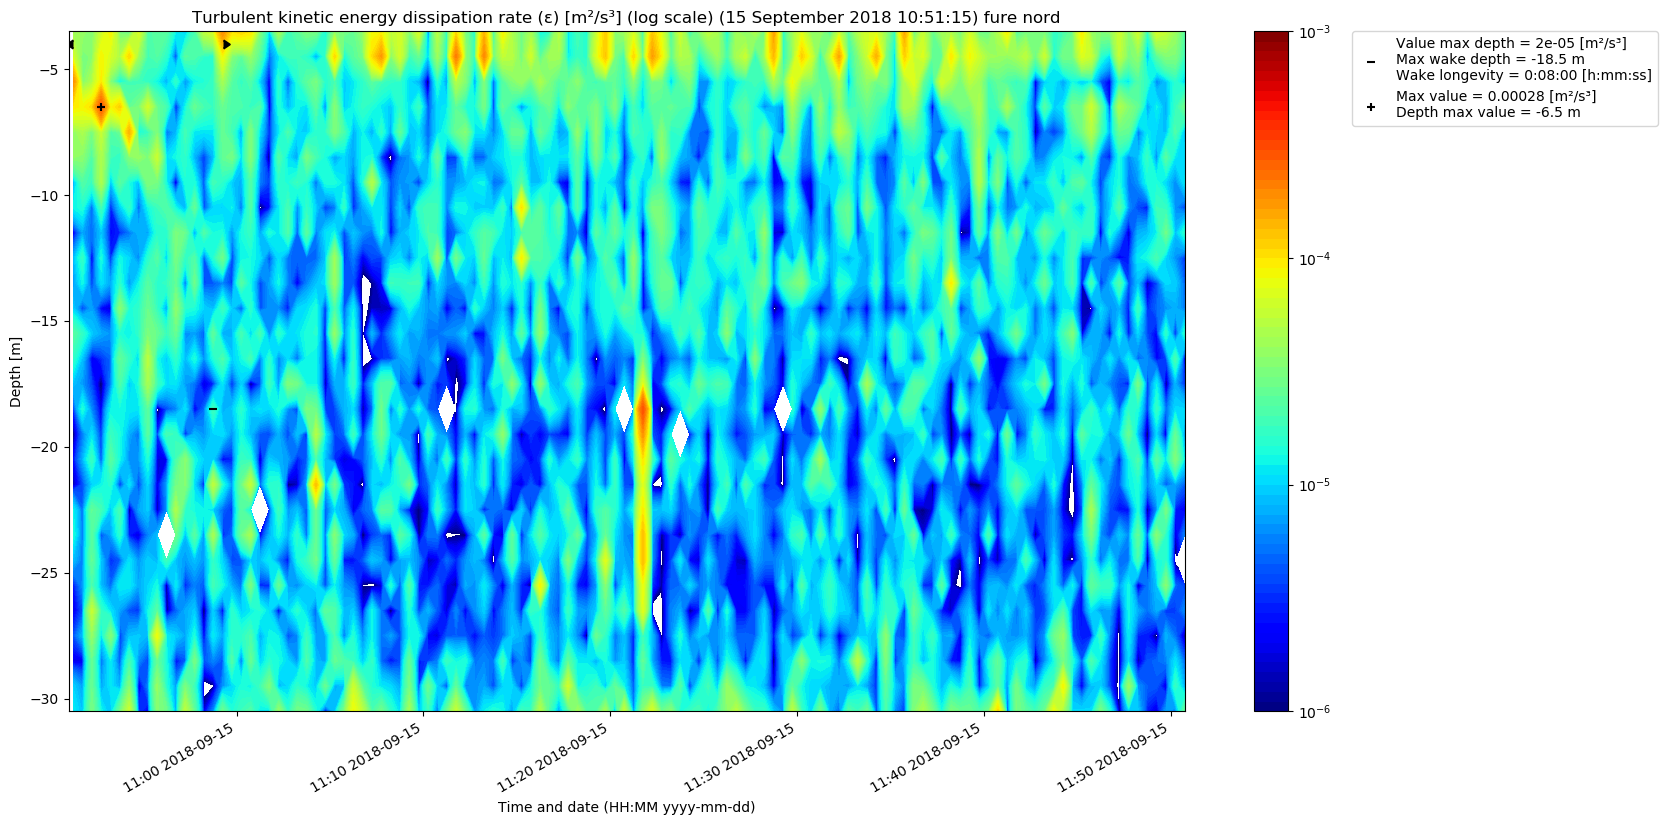 Turbulent kinetic energy dissipation rate (ε) [m²/s³] (log scale) (15 September 2018 10:51:15) fure nord
Depth [m]
−5
−10
−15
−20
−25
−30
11:00 2018-09-15
11:10 2018-09-15
11:20 2018-09-15
11:30 2018-09-15
11:40 2018-09-15
11:50 2018-09-15
Time and date (HH:MM yyyy-mm-dd)
10⁻³
10⁻⁴
10⁻⁵
10⁻⁶
Value max depth = 2e-05 [m²/s³]
Max wake depth = -18.5 m
Wake longevity = 0:08:00 [h:mm:ss]
Max value = 0.00028 [m²/s³]
Depth max value = -6.5 m